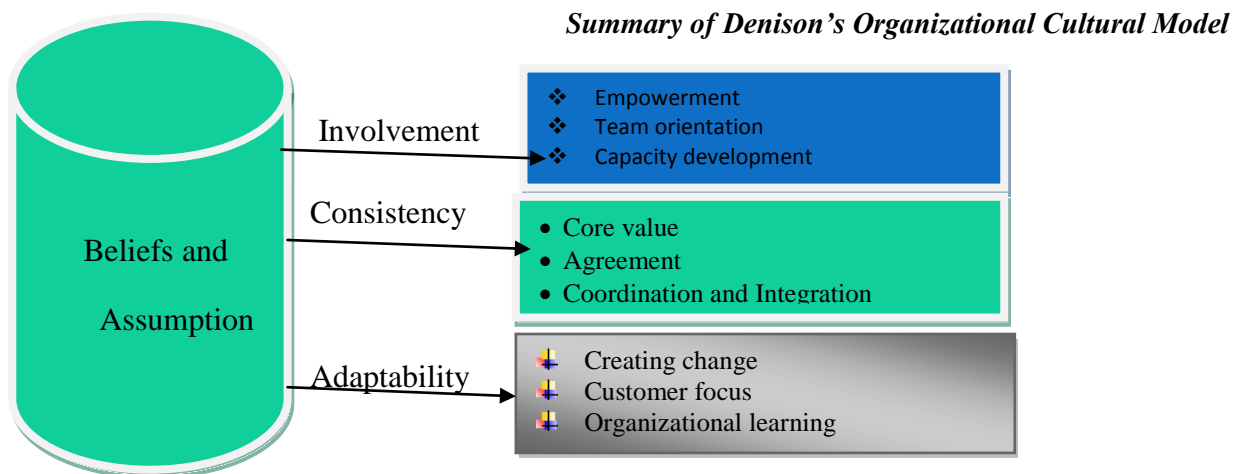 Summary of Denison's Organizational Cultural Model
Beliefs and
Assumption
Involvement
❖ Empowerment
❖ Team orientation
❖ Capacity development
Consistency
• Core value
• Agreement
• Coordination and Integration
Adaptability
Creating change
Customer focus
Organizational learning